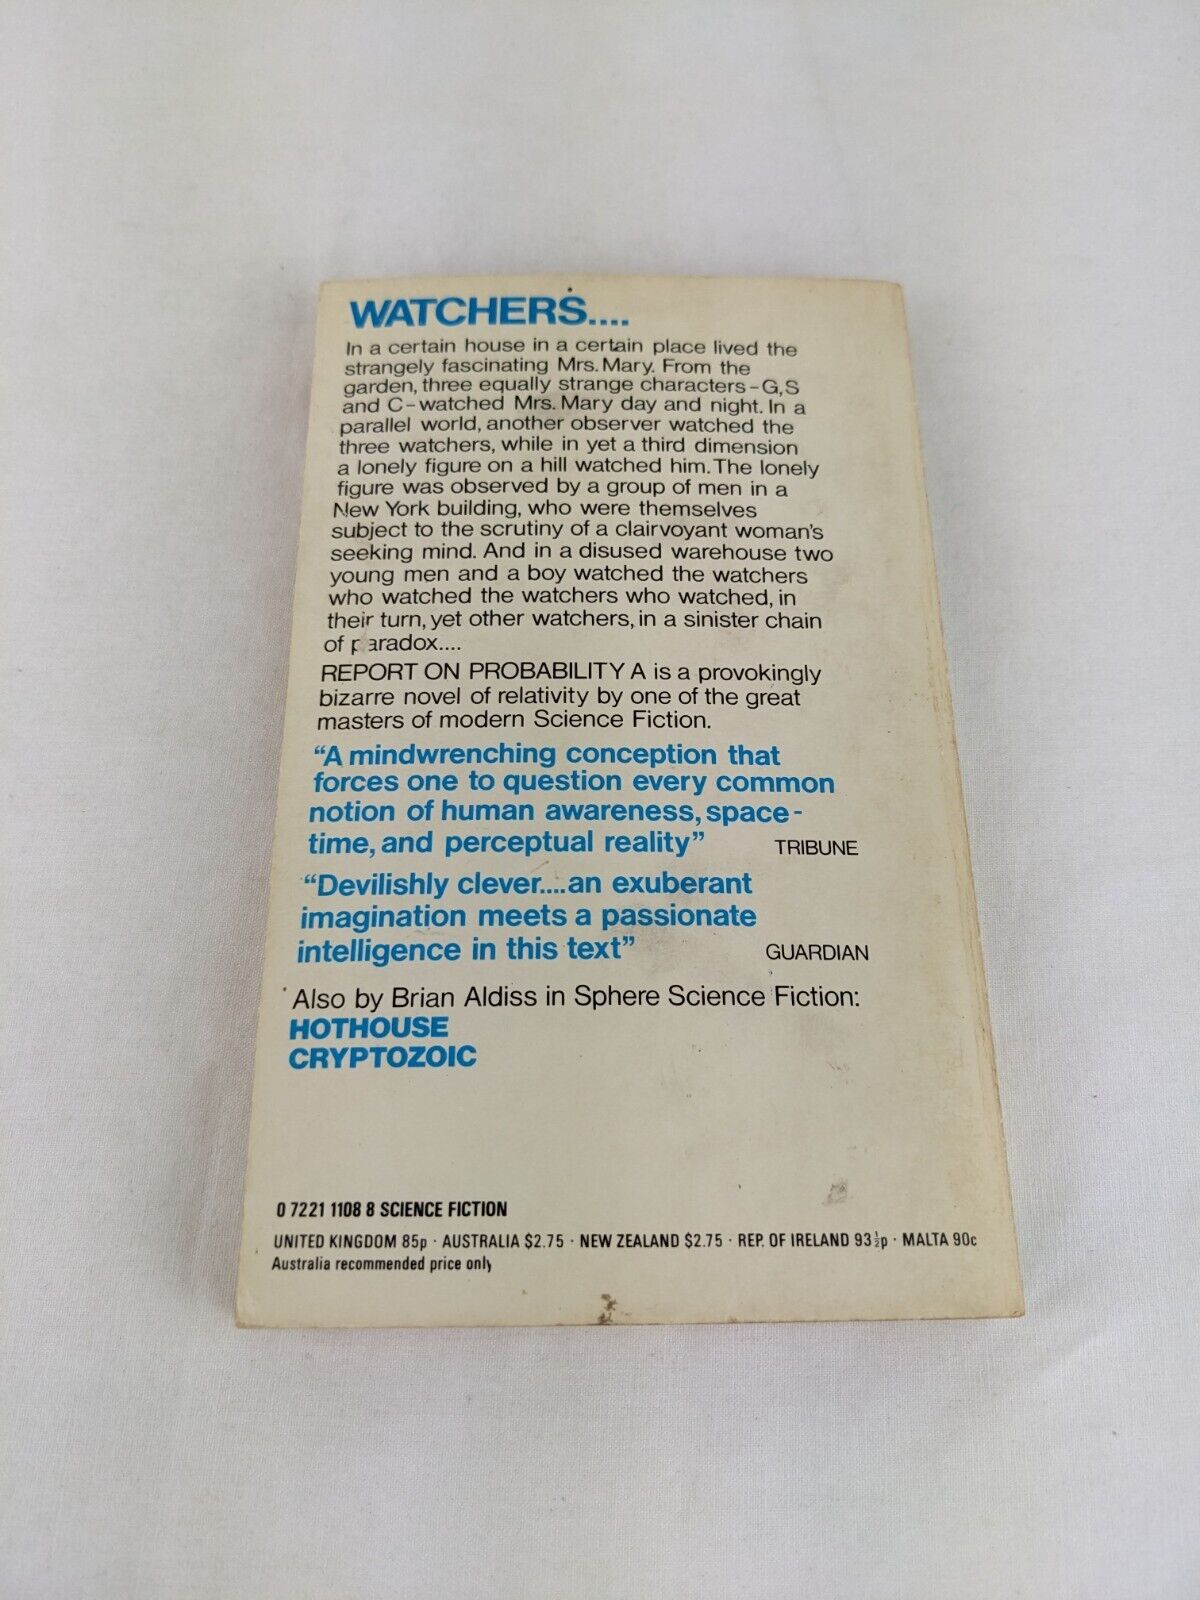 WATCHERS....
In a certain house in a certain place lived the
strangely fascinating Mrs. Mary. From the
garden, three equally strange characters – G, S
and C – watched Mrs. Mary day and night. In a
parallel world, another observer watched the
three watchers, while in yet a third dimension
a lonely figure on a hill watched him. The lonely
figure was observed by a group of men in a
New York building, who were themselves
subject to the scrutiny of a clairvoyant woman's
seeking mind. And in a disused warehouse two
young men and a boy watched the watchers
who watched the watchers who watched, in
their turn, yet other watchers, in a sinister chain
of paradox....
REPORT ON PROBABILITY A is a provokingly
bizarre novel of relativity by one of the great
masters of modern Science Fiction.
“A mindwrenching conception that
forces one to question every common
notion of human awareness, space-
time, and perceptual reality” TRIBUNE
“Devilishly clever....an exuberant
imagination meets a passionate
intelligence in this text” GUARDIAN
Also by Brian Aldiss in Sphere Science Fiction:
HOTHOUSE
CRYPTOZOIC
0 7221 1108 8 SCIENCE FICTION
UNITED KINGDOM 85p · AUSTRALIA $2.75 · NEW ZEALAND $2.75 · REP. OF IRELAND 93½p · MALTA 90c
Australia recommended price only